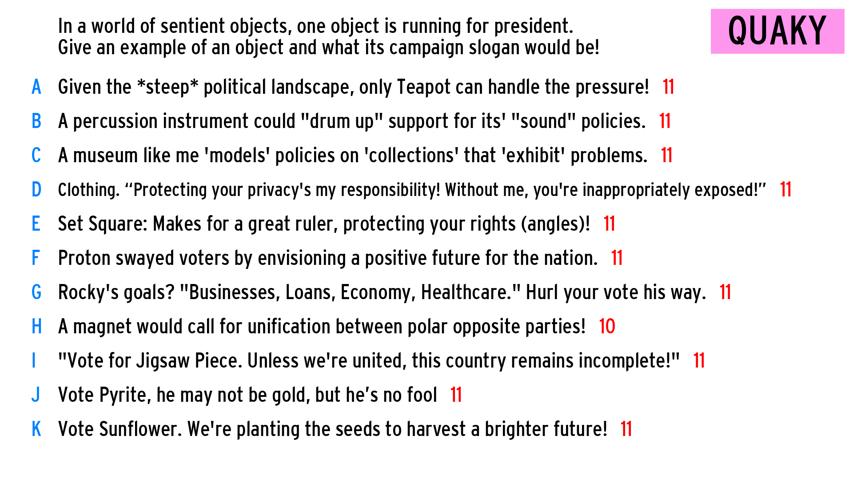 In a world of sentient objects, one object is running for president.
Give an example of an object and what its campaign slogan would be!
QUAKY
A Given the *steep* political landscape, only Teapot can handle the pressure! 11
B A percussion instrument could "drum up" support for its' "sound" policies. 11
C A museum like me 'models' policies on 'collections' that 'exhibit' problems. 11
D Clothing. “Protecting your privacy's my responsibility! Without me, you're inappropriately exposed!” 11
E Set Square: Makes for a great ruler, protecting your rights (angles)! 11
F Proton swayed voters by envisioning a positive future for the nation. 11
G Rocky's goals? "Businesses, Loans, Economy, Healthcare." Hurl your vote his way. 11
H A magnet would call for unification between polar opposite parties! 10
I "Vote for Jigsaw Piece. Unless we're united, this country remains incomplete!" 11
J Vote Pyrite, he may not be gold, but he’s no fool 11
K Vote Sunflower. We're planting the seeds to harvest a brighter future! 11